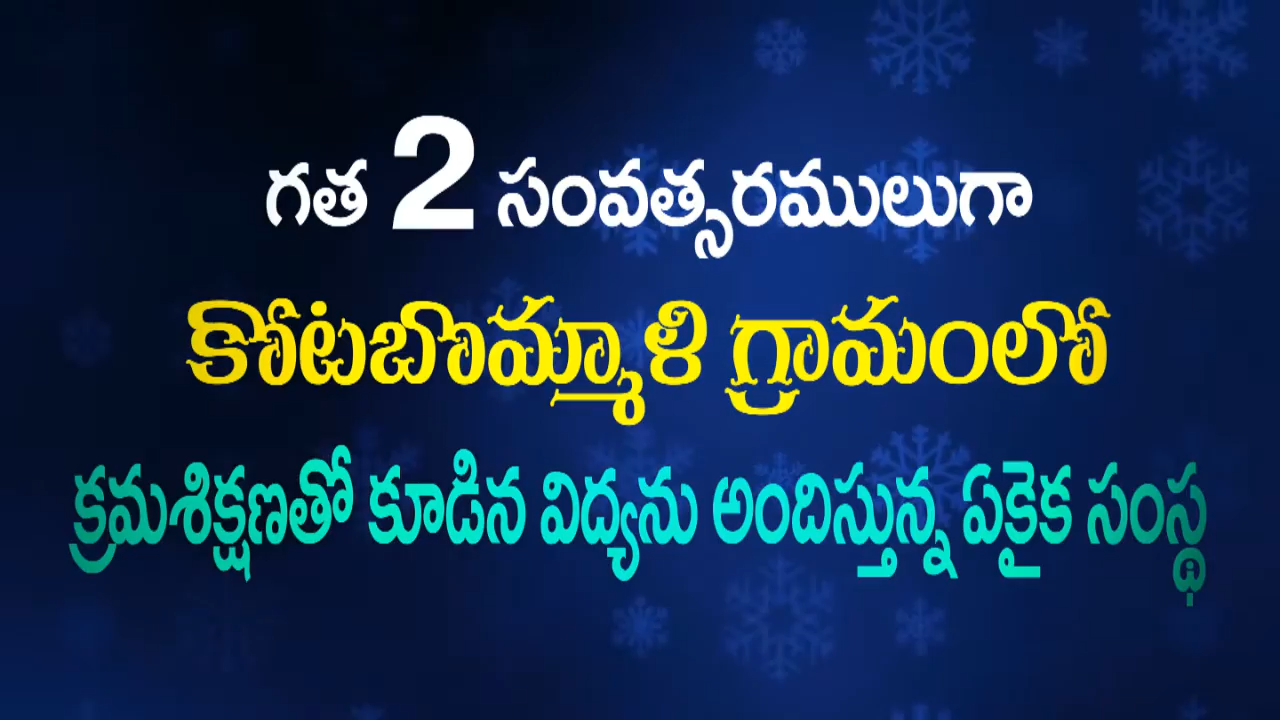 గత 2 సంవత్సరములుగా
కోటబొమ్మాళి గ్రామంలో
క్రమశిక్షణతో కూడిన విద్యను అందిస్తున్న ఏకైక సంస్థ